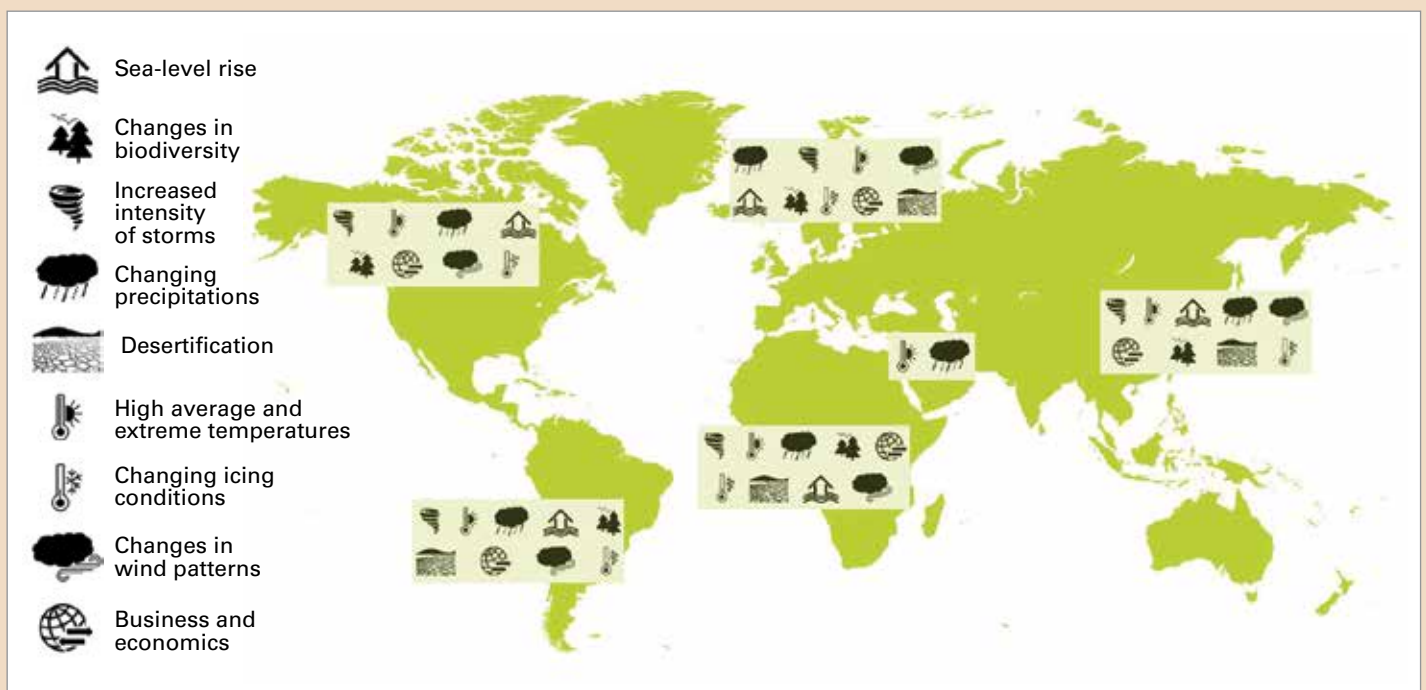 Sea-level rise
Changes in
biodiversity
Increased
intensity
of storms
Changing
precipitations
Desertification
High average and
extreme temperatures
Changing icing
conditions
Changes in
wind patterns
Business and
economics